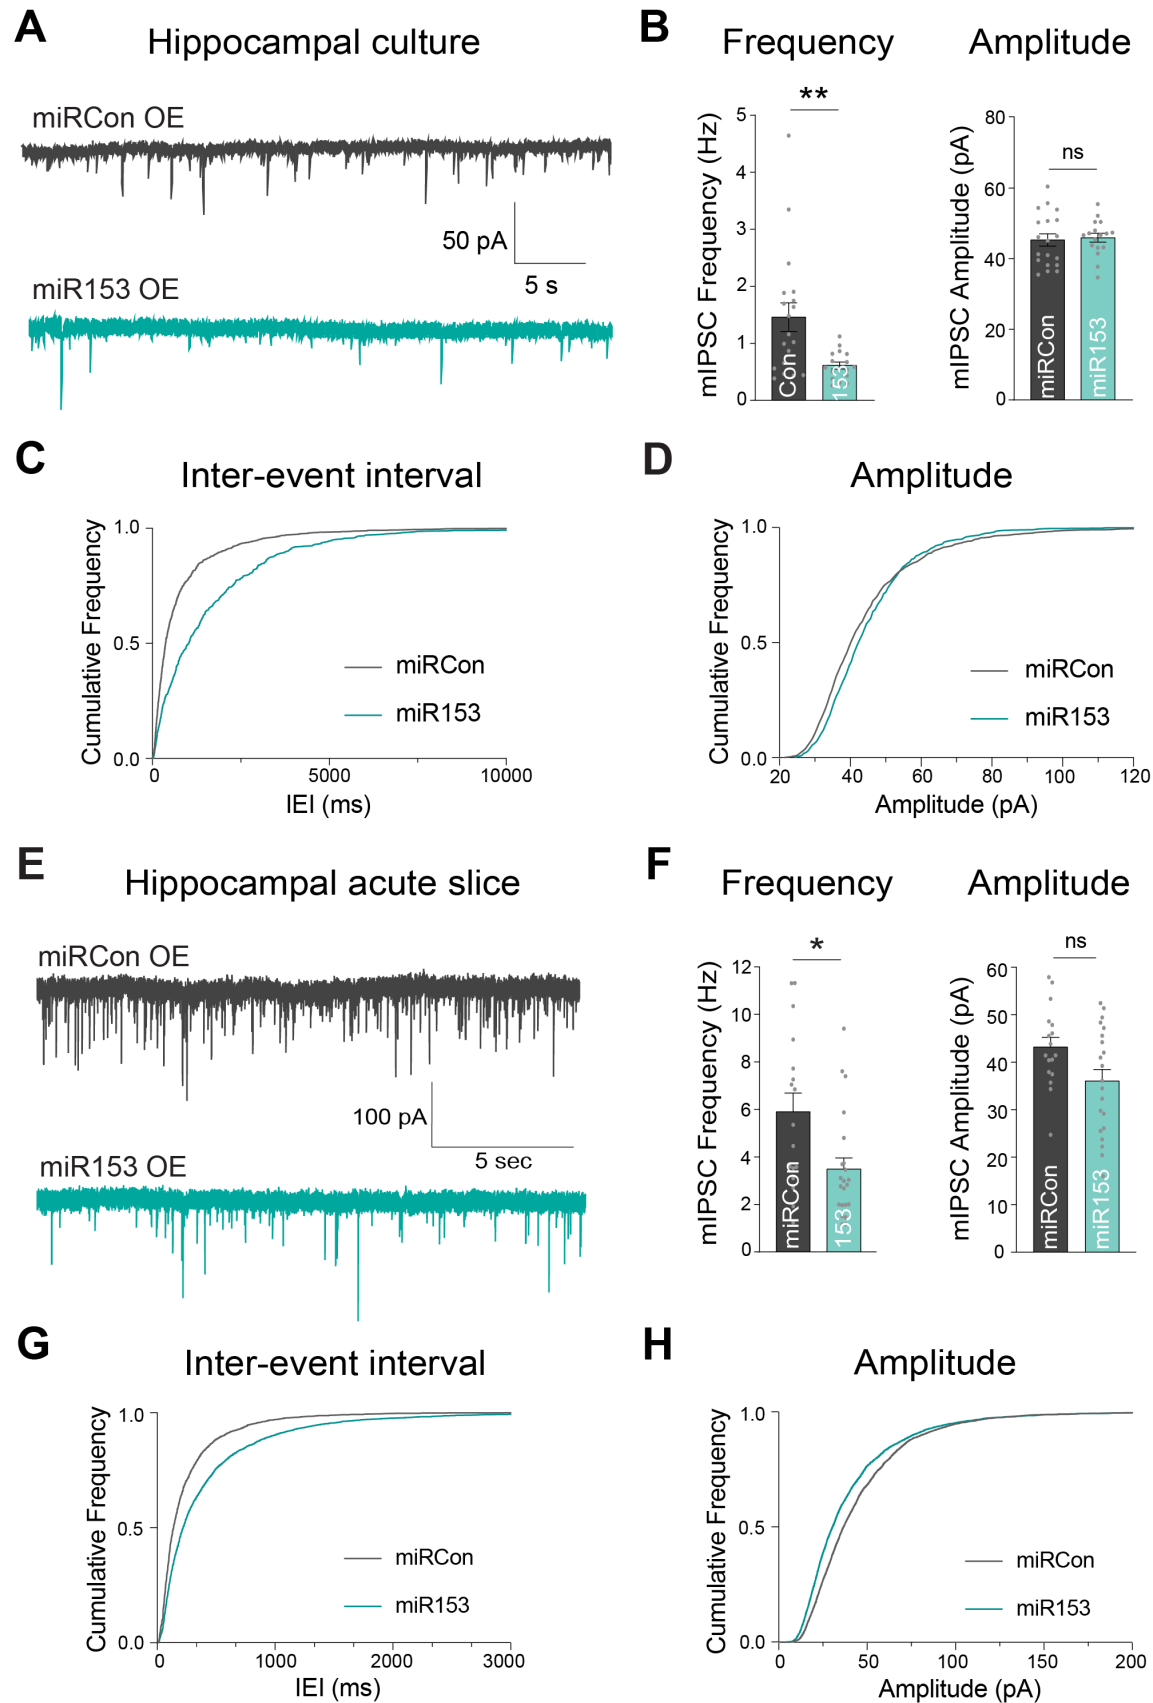 A
Hippocampal culture
miRCon OE
50 pA
5 s
miR153 OE
B
Frequency
Amplitude
**
mIPSC Frequency (Hz)
5
4
3
2
1
0
Con
153
mIPSC Amplitude (pA)
80
60
40
20
0
ns
miRCon
miR153
C
Inter-event interval
Cumulative Frequency
1.0
0.5
0.0
miRCon
miR153
0
5000
10000
IEI (ms)
D
Amplitude
Cumulative Frequency
1.0
0.5
0.0
miRCon
miR153
20
40
60
80
100
120
Amplitude (pA)
E
Hippocampal acute slice
miRCon OE
100 pA
5 sec
miR153 OE
F
Frequency
Amplitude
*
mIPSC Frequency (Hz)
12
10
8
6
4
2
0
miRCon
153
ns
mIPSC Amplitude (pA)
60
50
40
30
20
10
0
miRCon
miR153
G
Inter-event interval
Cumulative Frequency
1.0
0.5
0.0
miRCon
miR153
0
1000
2000
3000
IEI (ms)
H
Amplitude
Cumulative Frequency
1.0
0.5
0.0
miRCon
miR153
0
50
100
150
200
Amplitude (pA)